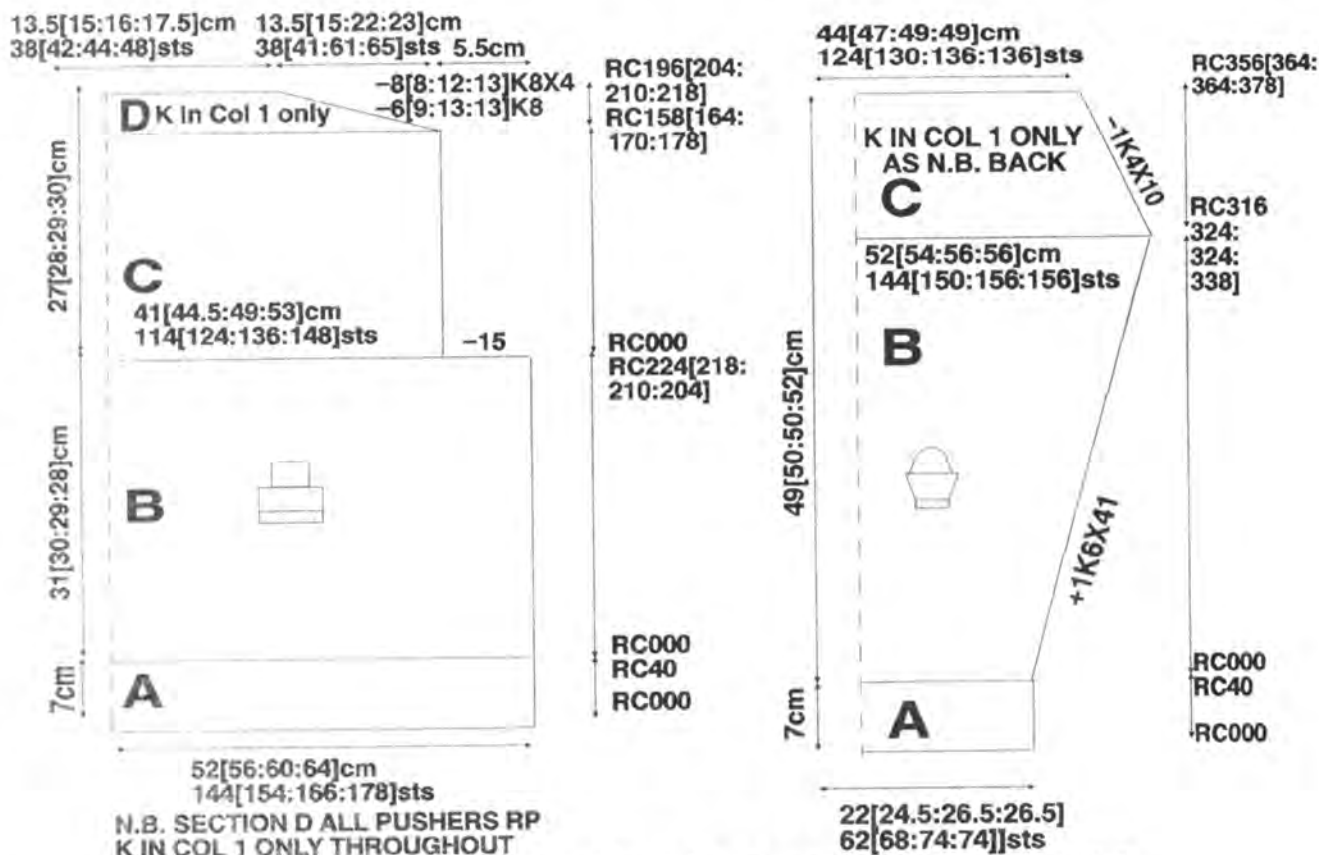 13.5[15:16:17.5]cm
38[42:44:48]sts
13.5[15:22:23]cm
38[41:61:65]sts
5.5cm
D K In Col 1 only
−8[8:12:13]K8X4
−6[9:13:13]K8
RC196[204:
210:218]
RC158[164:
170:178]
27[28:29:30]cm
C
41[44.5:49:53]cm
114[124:136:148]sts
−15
RC000
RC224[218:
210:204]
31[30:29:28]cm
B
RC000
RC40
RC000
7cm
A
52[56:60:64]cm
144[154:166:178]sts
N.B. SECTION D ALL PUSHERS RP
K IN COL 1 ONLY THROUGHOUT
44[47:49:49]cm
124[130:136:136]sts
RC356[364:
364:378]
K IN COL 1 ONLY
AS N.B. BACK
C
−1K4X10
RC316
324:
324:
338]
52[54:56:56]cm
144[150:156:156]sts
B
49[50:50:52]cm
+1K6X41
RC000
RC40
RC000
7cm
A
22[24.5:26.5:26.5]
62[68:74:74]]sts